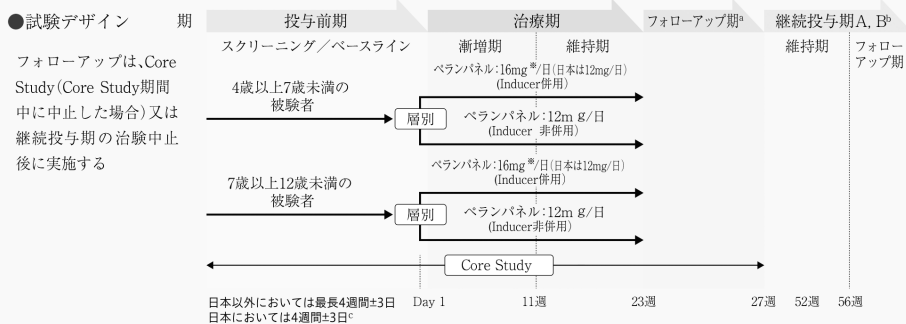 ●試験デザイン
フォローアップは、Core
Study(Core Study期間
中に中止した場合)又は
継続投与期の治験中止
後に実施する
期 投与前期 治療期 フォローアップ期a 継続投与期A, Bb
スクリーニング/ベースライン 漸増期 維持期 維持期 フォロー
アップ期
4歳以上7歳未満の
被験者
層別
ペランパネル:16mg※/日(日本は12mg/日)
(Inducer併用)
ペランパネル:12m g/日
(Inducer 非併用)
7歳以上12歳未満の
被験者
層別
ペランパネル:16mg※/日(日本は12mg/日)
(Inducer併用)
ペランパネル:12m g/日
(Inducer非併用)
Core Study
日本以外においては最長4週間±3日 Day 1 11週 23週 27週 52週 56週
日本においては4週間±3日c